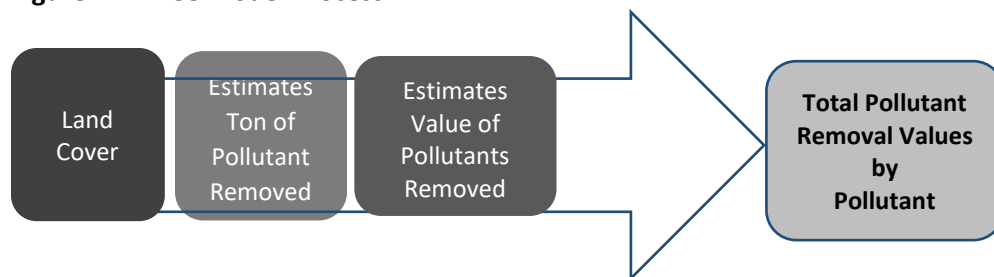 Land
Cover
Estimates
Ton of
Pollutant
Removed
Estimates
Value of
Pollutants
Removed
Total Pollutant
Removal Values
by
Pollutant